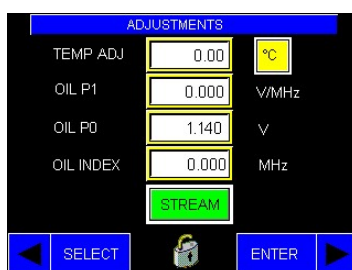 ADJUSTMENTS
TEMP ADJ 0.00 °C
OIL P1 0.000 V/MHz
OIL P0 1.140 V
OIL INDEX 0.000 MHz
STREAM
SELECT ENTER